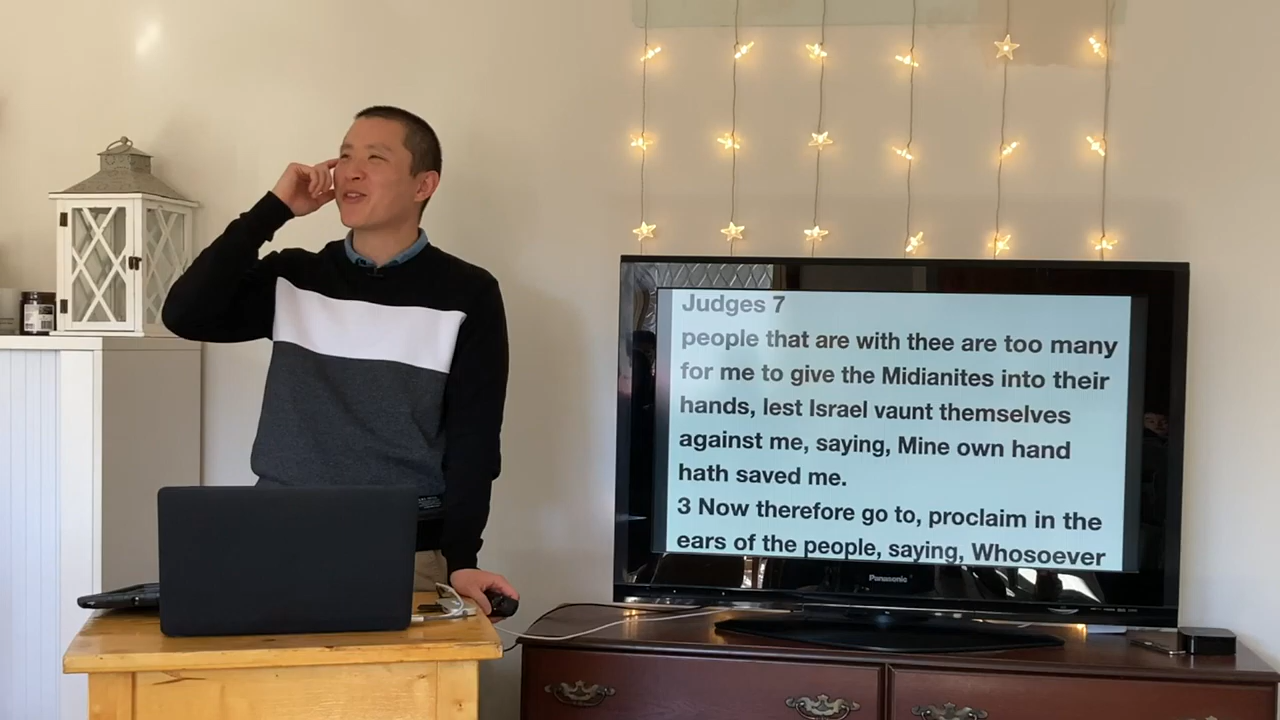 Judges 7
people that are with thee are too many
for me to give the Midianites into their
hands, lest Israel vaunt themselves
against me, saying, Mine own hand
hath saved me.
3 Now therefore go to, proclaim in the
ears of the people, saying, Whosoever
Panasonic